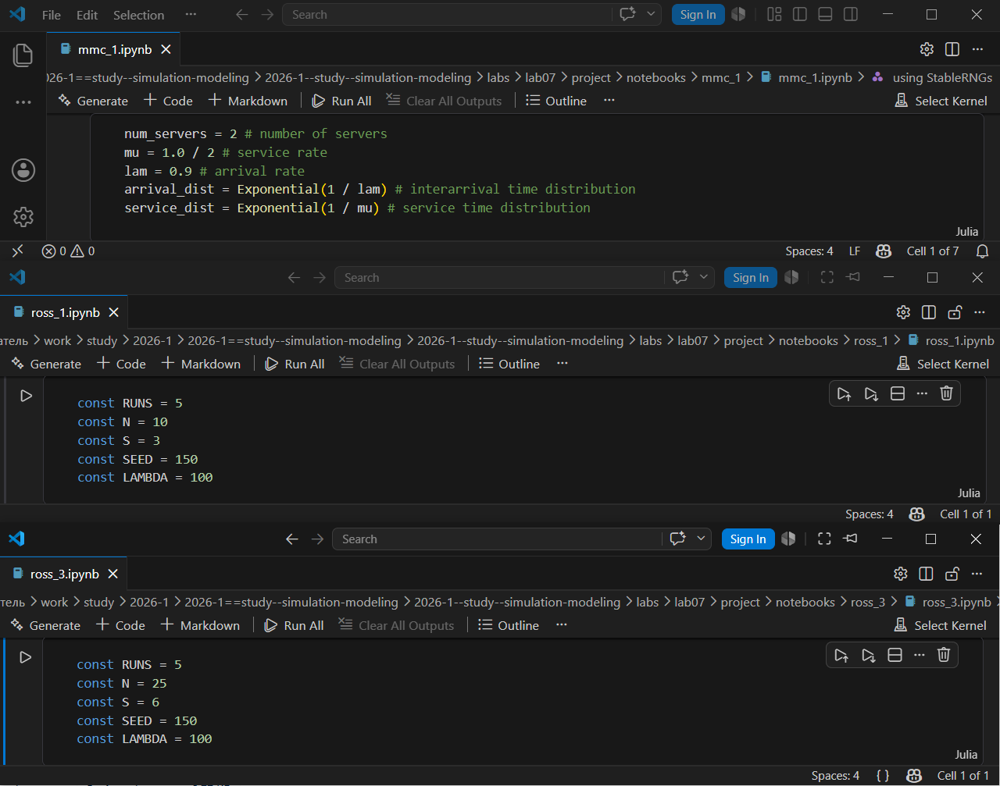 File Edit Selection ··· Search Sign In
mmc_1.ipynb
026-1==study--simulation-modeling > 2026-1--study--simulation-modeling > labs > lab07 > project > notebooks > mmc_1 > mmc_1.ipynb > using StableRNGs
Generate + Code + Markdown Run All Clear All Outputs Outline ··· Select Kernel
num_servers = 2 # number of servers
mu = 1.0 / 2 # service rate
lam = 0.9 # arrival rate
arrival_dist = Exponential(1 / lam) # interarrival time distribution
service_dist = Exponential(1 / mu) # service time distribution
Julia
0 0 Spaces: 4 LF Cell 1 of 7
Search Sign In
ross_1.ipynb
атель > work > study > 2026-1 > 2026-1==study--simulation-modeling > 2026-1--study--simulation-modeling > labs > lab07 > project > notebooks > ross_1 > ross_1.ipynb
Generate + Code + Markdown Run All Clear All Outputs Outline ··· Select Kernel
const RUNS = 5
const N = 10
const S = 3
const SEED = 150
const LAMBDA = 100
Julia
Spaces: 4 Cell 1 of 1
Search Sign In
ross_3.ipynb
тель > work > study > 2026-1 > 2026-1==study--simulation-modeling > 2026-1--study--simulation-modeling > labs > lab07 > project > notebooks > ross_3 > ross_3.ipynb >
Generate + Code + Markdown Run All Clear All Outputs Outline ··· Select Kernel
const RUNS = 5
const N = 25
const S = 6
const SEED = 150
const LAMBDA = 100
Julia
Spaces: 4 { } Cell 1 of 1